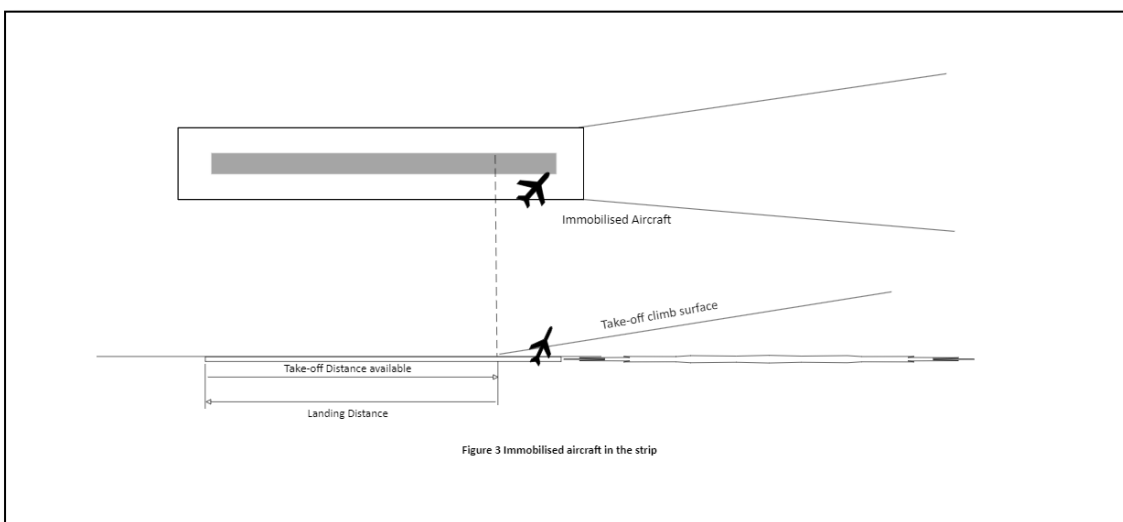 Immobilised Aircraft
Take-off climb surface
Take-off Distance available
Landing Distance
Figure 3 Immobilised aircraft in the strip